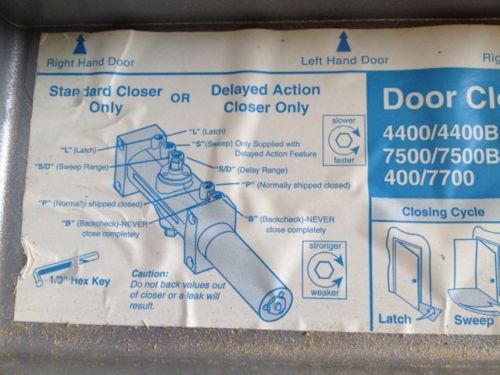 Right Hand Door
Left Hand Door
Standard Closer
Only
OR
Delayed Action
Closer Only
"L" (Latch)
"S/D" (Sweep Range)
"P" (Normally shipped closed)
"B" (Backcheck)-NEVER
close completely
"L" (Latch)
"S" (Sweep) Only Supplied with
Delayed Action Feature
"S/D" (Delay Range)
"P" (Normally shipped closed)
"B" (Backcheck)-NEVER
close completely
slower
faster
stronger
weaker
1/8" Hex Key
Caution:
Do not back values out
of closer or a leak will
result.
Door Clo
4400/4400B
7500/7500B
400/7700
Closing Cycle
Latch
Sweep